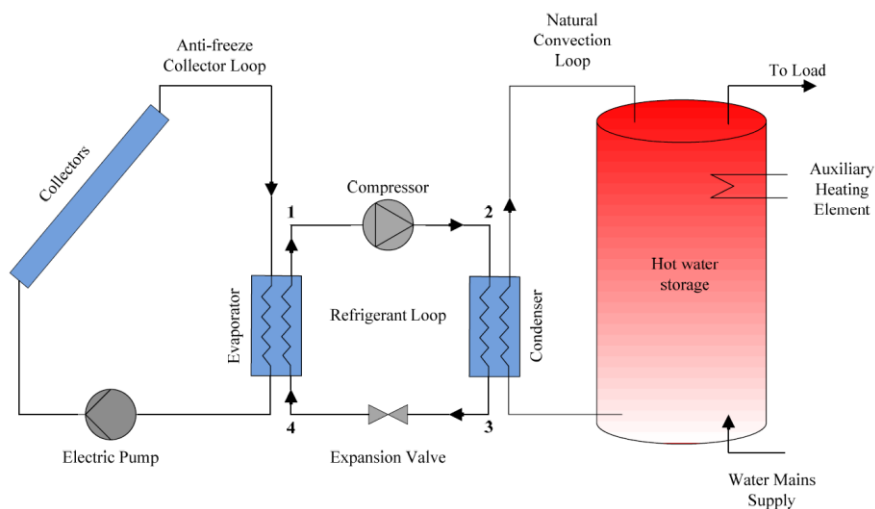 Anti-freeze
Collector Loop
Natural
Convection
Loop
To Load
Collectors
Compressor
Auxiliary
Heating
Element
1
2
Evaporator
Refrigerant Loop
Condenser
Hot water
storage
4
3
Electric Pump
Expansion Valve
Water Mains
Supply